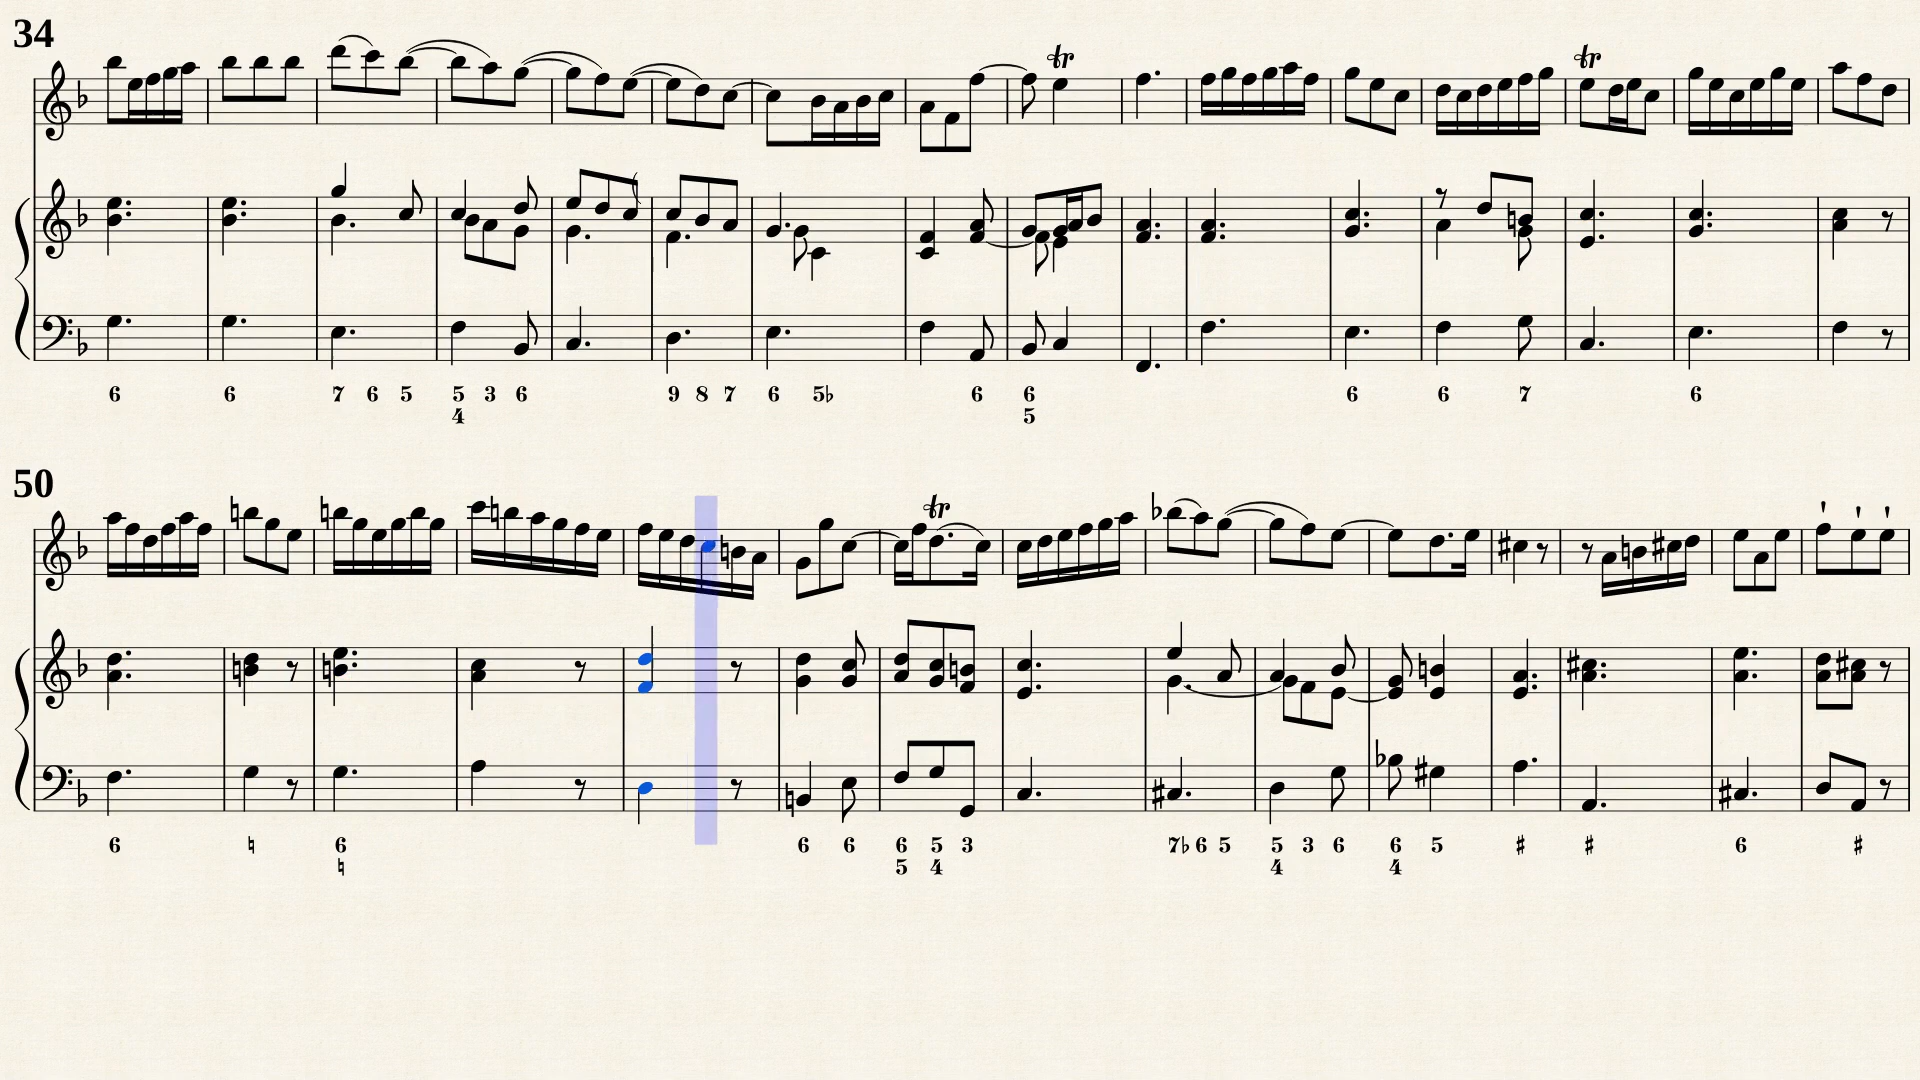 34
tr tr
6 6 7 6 5 5 3 6 9 8 7 6 5♭ 6 6 6 6 7 6
4 5
50
tr
6 ♮ 6 6 6 6 5 3 7♭ 6 5 5 3 6 6 5 ♯ ♯ 6 ♯
♮ 5 4 4 4